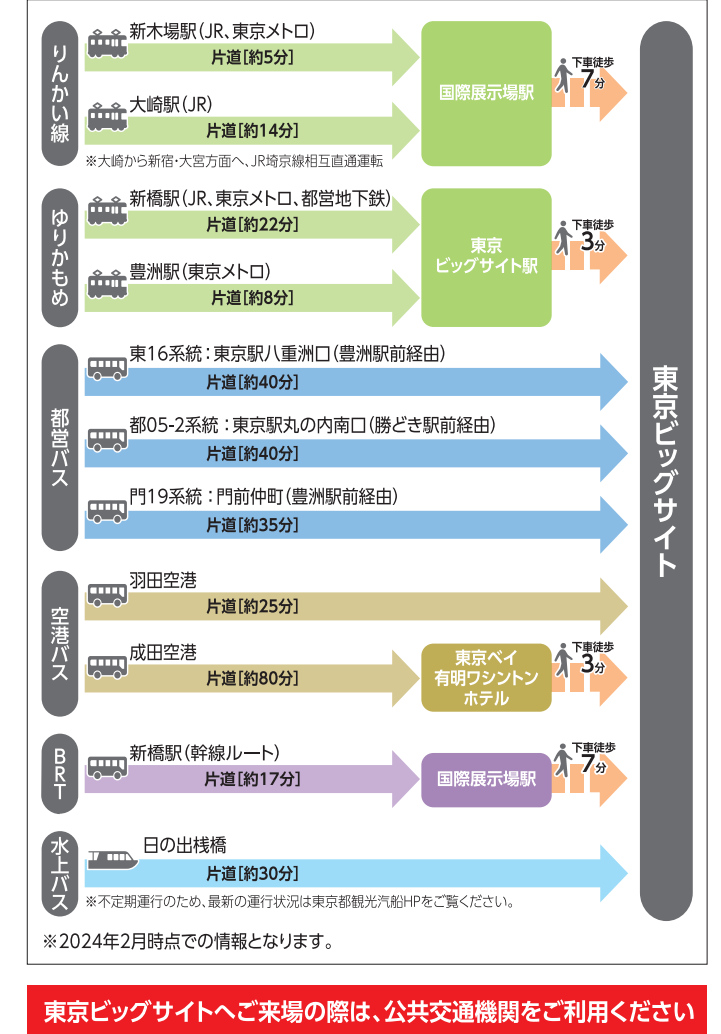 りんかい線
新木場駅(JR、東京メトロ)
片道[約5分]
大崎駅(JR)
片道[約14分]
※大崎から新宿・大宮方面へ、JR埼京線相互直通運転
国際展示場駅
下車徒歩
7分
ゆりかもめ
新橋駅(JR、東京メトロ、都営地下鉄)
片道[約22分]
豊洲駅(東京メトロ)
片道[約8分]
東京
ビッグサイト駅
下車徒歩
3分
都営バス
東16系統:東京駅八重洲口(豊洲駅前経由)
片道[約40分]
都05-2系統:東京駅丸の内南口(勝どき駅前経由)
片道[約40分]
門19系統:門前仲町(豊洲駅前経由)
片道[約35分]
空港バス
羽田空港
片道[約25分]
成田空港
片道[約80分]
東京ベイ
有明ワシントン
ホテル
下車徒歩
3分
BRT
新橋駅(幹線ルート)
片道[約17分]
国際展示場駅
下車徒歩
7分
水上バス
日の出桟橋
片道[約30分]
※不定期運行のため、最新の運行状況は東京都観光汽船HPをご覧ください。
東京ビッグサイト
※2024年2月時点での情報となります。
東京ビッグサイトへご来場の際は、公共交通機関をご利用ください